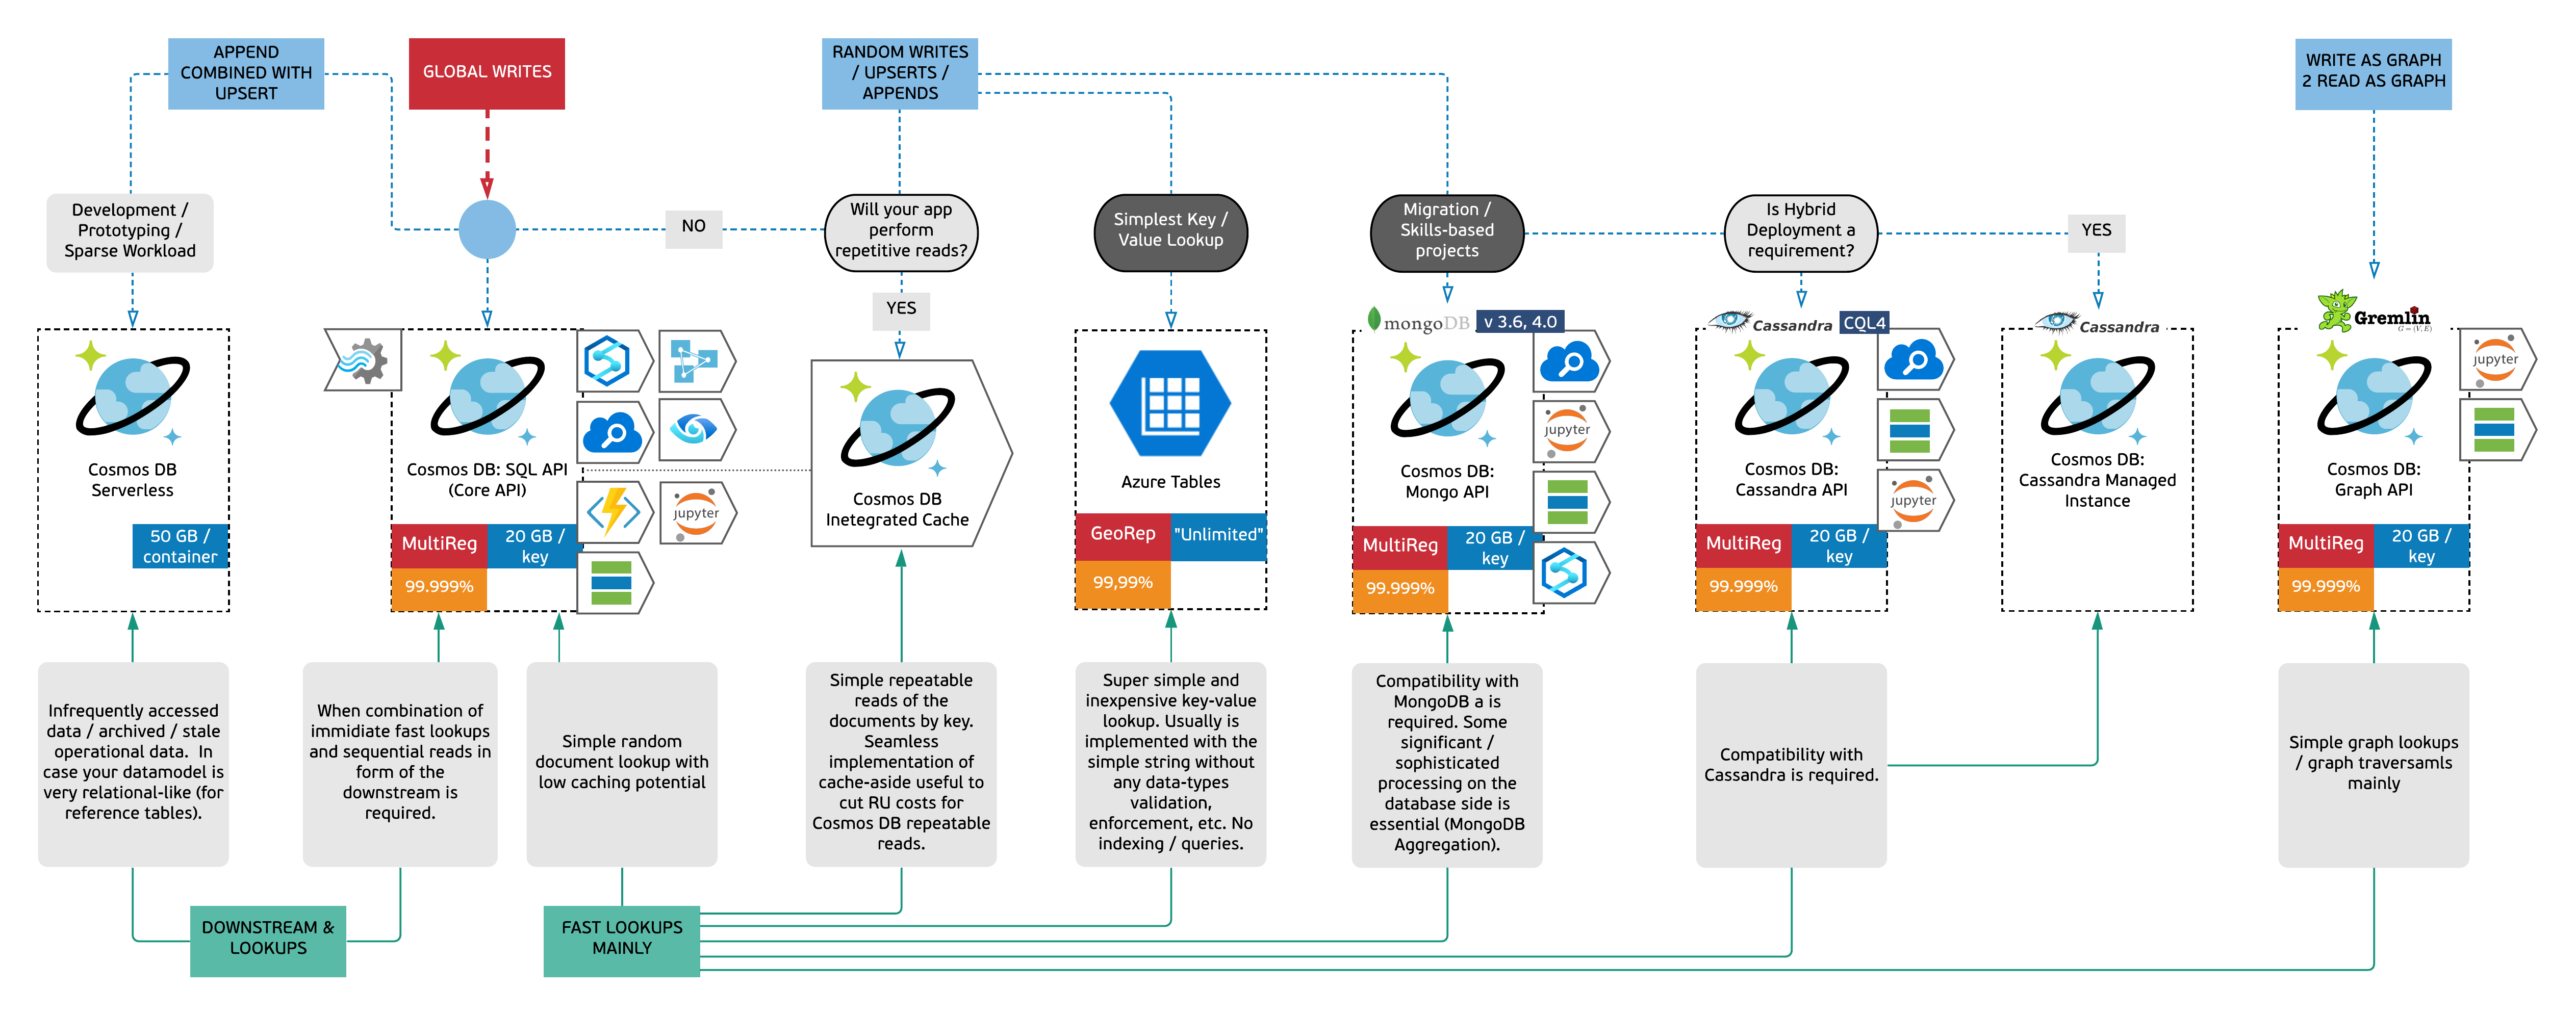 APPEND
COMBINED WITH
UPSERT
GLOBAL WRITES
RANDOM WRITES
/ UPSERTS /
APPENDS
WRITE AS GRAPH
2 READ AS GRAPH
Development /
Prototyping /
Sparse Workload
NO
Will your app
perform
repetitive reads?
Simplest Key /
Value Lookup
Migration /
Skills-based
projects
Is Hybrid
Deployment a
requirement?
YES
YES
mongoDB
v 3.6, 4.0
Cassandra
CQL4
Cassandra
Gremlin
G = (V, E)
Cosmos DB
Serverless
50 GB /
container
Cosmos DB: SQL API
(Core API)
MultiReg
20 GB /
key
99.999%
jupyter
Cosmos DB
Inetegrated Cache
Azure Tables
GeoRep
"Unlimited"
99,99%
Cosmos DB:
Mongo API
MultiReg
20 GB /
key
99.999%
jupyter
Cosmos DB:
Cassandra API
MultiReg
20 GB /
key
99.999%
jupyter
Cosmos DB:
Cassandra Managed
Instance
Cosmos DB:
Graph API
MultiReg
20 GB /
key
99.999%
jupyter
Infrequently accessed
data / archived / stale
operational data. In
case your datamodel is
very relational-like (for
reference tables).
When combination of
immidiate fast lookups
and sequential reads in
form of the
downstream is
required.
Simple random
document lookup with
low caching potential
Simple repeatable
reads of the
documents by key.
Seamless
implementation of
cache-aside useful to
cut RU costs for
Cosmos DB repeatable
reads.
Super simple and
inexpensive key-value
lookup. Usually is
implemented with the
simple string without
any data-types
validation,
enforcement, etc. No
indexing / queries.
Compatibility with
MongoDB a is
required. Some
significant /
sophisticated
processing on the
database side is
essential (MongoDB
Aggregation).
Compatibility with
Cassandra is required.
Simple graph lookups
/ graph traversamls
mainly
DOWNSTREAM &
LOOKUPS
FAST LOOKUPS
MAINLY